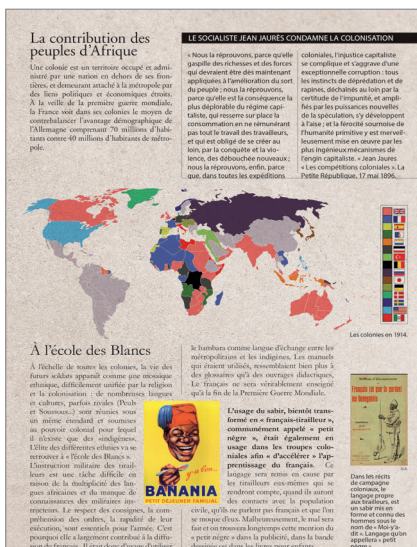 La contribution des
peuples d'Afrique
Une colonie est un territoire occupé et admi-
nistré par une nation en dehors de ses fron-
tières, et demeurant attaché à la métropole par
des liens politiques et économiques étroits.
À la veille de la première guerre mondiale,
la France voit dans ses colonies le moyen de
contrebalancer l'avantage démographique de
l'Allemagne comprenant 70 millions d'habi-
tants contre 40 millions d'habitants de métro-
pole.
LE SOCIALISTE JEAN JAURÈS CONDAMNE LA COLONISATION
« Nous la réprouvons, parce qu'elle
gaspille des richesses et des forces
qui devraient être dès maintenant
appliquées à l'amélioration du sort
du peuple ; nous la réprouvons,
parce qu'elle est la conséquence la
plus déplorable du régime capi-
taliste, qui resserre sur place la
consommation en ne rémunérant
pas tout le travail des travailleurs,
et qui est obligé de se créer au
loin, par la conquête et la vio-
lence, des débouchés nouveaux ;
nous la réprouvons, enfin, parce
que, dans toutes les expéditions
coloniales, l'injustice capitaliste
se complique et s'aggrave d'une
exceptionnelle corruption : tous
les instincts de déprédation et de
rapines, déchaînés au loin par la
certitude de l'impunité, et ampli-
fiés par les puissances nouvelles
de la spéculation, s'y développent
à l'aise ; et la férocité sournoise de
l'humanité primitive y est merveil-
leusement mise en œuvre par les
plus ingénieux mécanismes de
l'engin capitaliste. » Jean Jaurès
« Les compétitions coloniales ». La
Petite République, 17 mai 1896.
Les colonies en 1914.
À l'école des Blancs
À l'échelle de toutes les colonies, la vie des
futurs soldats apparaît comme une mosaïque
ethnique, difficilement unifiée par la religion
et la colonisation : de nombreuses langues
et cultures, parfois rivales (Peuls
et Soussous...) sont réunies sous
un même étendard et soumises
au pouvoir colonial pour lequel
il n'existe que des «indigènes».
L'élite des différentes ethnies va se
retrouver à « l'école des Blancs ».
L'instruction militaire des tirail-
leurs est une tâche difficile en
raison de la multiplicité des lan-
gues africaines et du manque de
connaissances des militaires ins-
tructeurs. Le respect des consignes, la com-
préhension des ordres, la rapidité de leur
exécution, sont essentiels pour l'armée. C'est
pourquoi elle a largement contribué à la diffu-
sion du français. Il était donc d'usage d'utiliser
y'a bon...
BANANIA
PETIT DÉJEUNER FAMILIAL
le bambara comme langue d'échange entre les
métropolitains et les indigènes. Les manuels
qui étaient utilisés, ressemblaient bien plus à
des glossaires qu'à des ouvrages didactiques.
Le français ne sera véritablement enseigné
qu'à la fin de la Première Guerre Mondiale.
L'usage du sabir, bientôt trans-
formé en « français-tirailleur »,
communément appelé « petit
nègre », était également en
usage dans les troupes colo-
niales afin « d'accélérer » l'ap-
prentissage du français. Ce
langage sera remis en cause par
les tirailleurs eux-mêmes qui se
rendront compte, quand ils auront
des contacts avec la population
civile, qu'ils ne parlent pas français et que l'on
se moque d'eux. Malheureusement, le mal sera
fait et on trouvera longtemps cette mention du
« petit nègre » dans la publicité, dans la bande
dessinée et dans les livres pour enfants.
Dans les récits
de campagne
coloniaux, le
langage propre
aux tirailleurs, est
un sabir mis en
forme et connu des
hommes sous le
nom de « Moi-y'a
dit ». Langage qu'on
appellera « petit
nègre ».